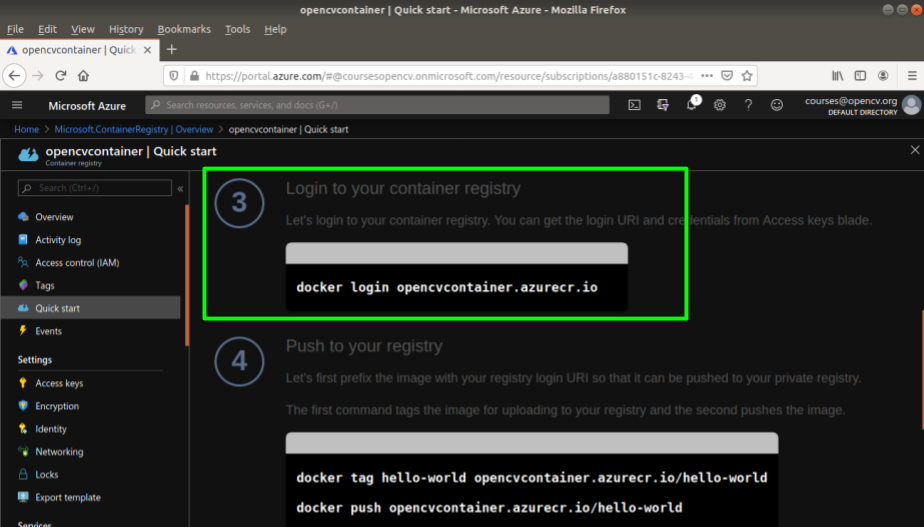 opencvcontainer | Quick start - Microsoft Azure - Mozilla Firefox
File Edit View History Bookmarks Tools Help
opencvcontainer | Quick
https://portal.azure.com/#@coursesopencv.onmicrosoft.com/resource/subscriptions/a880151c-8243-
Microsoft Azure
Search resources, services, and docs (G+/)
1
courses@opencv.org
DEFAULT DIRECTORY
Home > Microsoft.ContainerRegistry | Overview > opencvcontainer | Quick start
opencvcontainer | Quick start
Container registry
Search (Ctrl+/)
Overview
Activity log
Access control (IAM)
Tags
Quick start
Events
Settings
Access keys
Encryption
Identity
Networking
Locks
Export template
Services
3
Login to your container registry
Let's login to your container registry. You can get the login URI and credentials from Access keys blade.
docker login opencvcontainer.azurecr.io
4
Push to your registry
Let's first prefix the image with your registry login URI so that it can be pushed to your private registry.
The first command tags the image for uploading to your registry and the second pushes the image.
docker tag hello-world opencvcontainer.azurecr.io/hello-world
docker push opencvcontainer.azurecr.io/hello-world